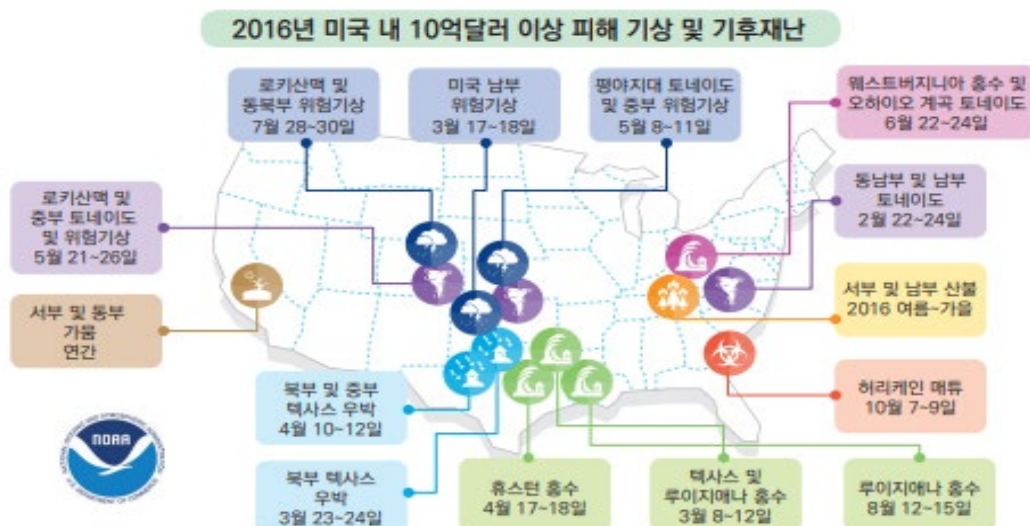 2016년 미국 내 10억달러 이상 피해 기상 및 기후재난
로키산맥 및
동북부 위험기상
7월 28~30일
미국 남부
위험기상
3월 17~18일
평야지대 토네이도
및 중부 위험기상
5월 8~11일
웨스트버지니아 홍수 및
오하이오 계곡 토네이도
6월 22~24일
로키산맥 및
중부 토네이도
및 위험기상
5월 21~26일
동남부 및 남부
토네이도
2월 22~24일
서부 및 동부
가뭄
연간
서부 및 남부 산불
2016 여름~가을
북부 및 중부
텍사스 우박
4월 10~12일
허리케인 매튜
10월 7~9일
북부 텍사스
우박
3월 23~24일
휴스턴 홍수
4월 17~18일
텍사스 및
루이지애나 홍수
3월 8~12일
루이지애나 홍수
8월 12~15일
NOAA